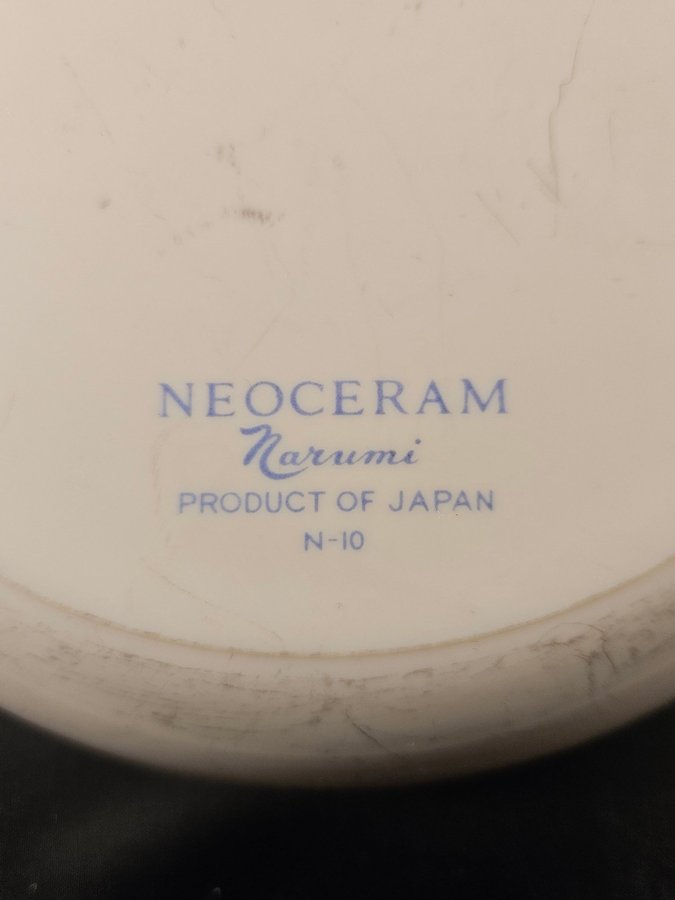 NEOCERAM
Narumi
PRODUCT OF JAPAN
N-10